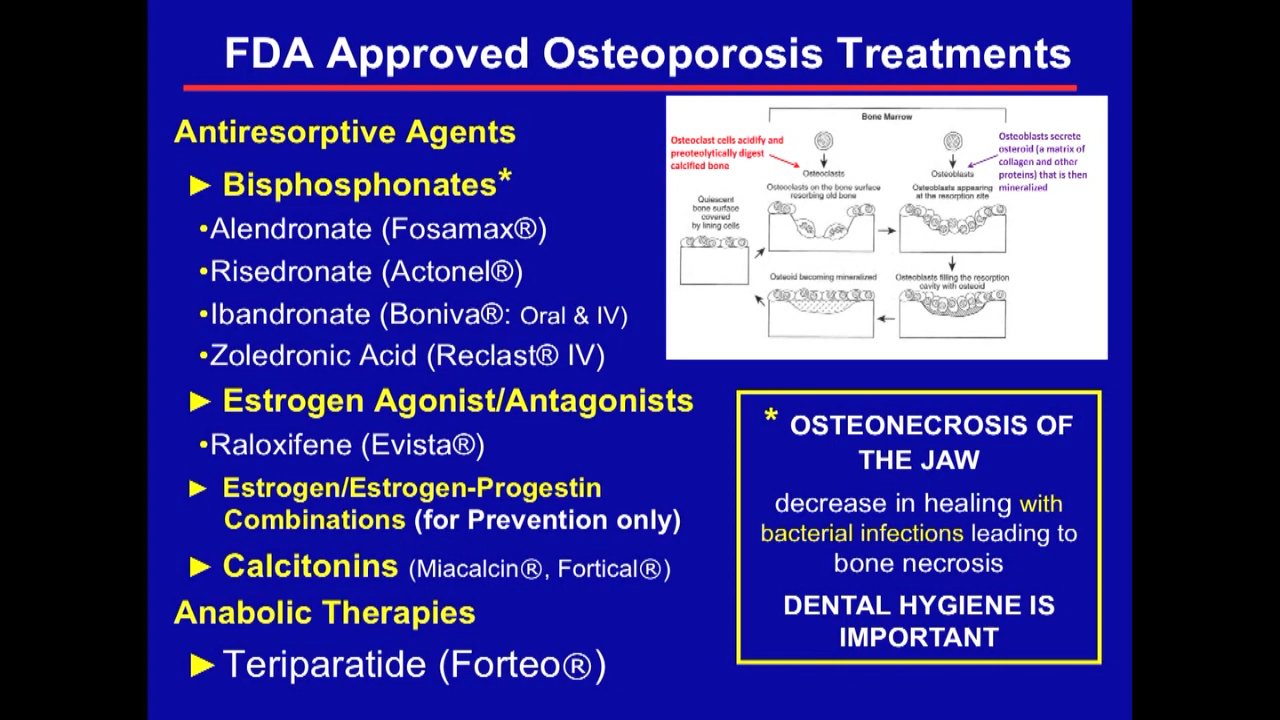 FDA Approved Osteoporosis Treatments
Antiresorptive Agents
► Bisphosphonates*
•Alendronate (Fosamax®)
•Risedronate (Actonel®)
•Ibandronate (Boniva®: Oral & IV)
•Zoledronic Acid (Reclast® IV)
► Estrogen Agonist/Antagonists
•Raloxifene (Evista®)
► Estrogen/Estrogen-Progestin
Combinations (for Prevention only)
► Calcitonins (Miacalcin®, Fortical®)
Anabolic Therapies
► Teriparatide (Forteo®)
Bone Marrow
Osteoclast cells acidify and
preoteolytically digest
calcified bone
Osteoblasts secrete
osteroid (a matrix of
collagen and other
proteins) that is then
mineralized
Osteoclasts
Osteoclasts on the bone surface
resorbing old bone
Osteoblasts
Osteoblasts appearing
at the resorption site
Quiescent
bone surface
covered
by lining cells
Osteoid becoming mineralized
Osteoblasts filling the resorption
cavity with osteoid
* OSTEONECROSIS OF
THE JAW
decrease in healing with
bacterial infections leading to
bone necrosis
DENTAL HYGIENE IS
IMPORTANT